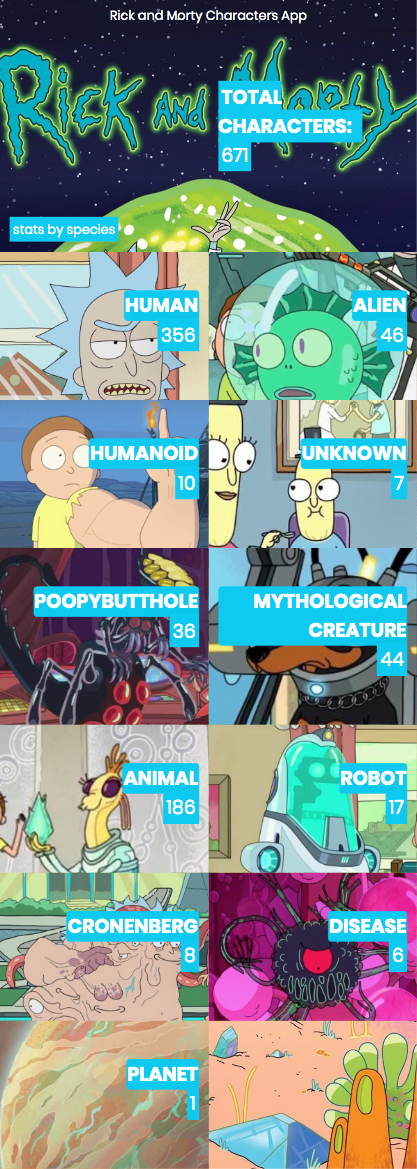 Rick and Morty Characters App
Rick AND Morty
TOTAL
CHARACTERS:
671
stats by species
HUMAN
356
ALIEN
46
HUMANOID
10
UNKNOWN
7
POOPYBUTTHOLE
36
MYTHOLOGICAL
CREATURE
44
ANIMAL
186
ROBOT
17
CRONENBERG
8
DISEASE
6
PLANET
1